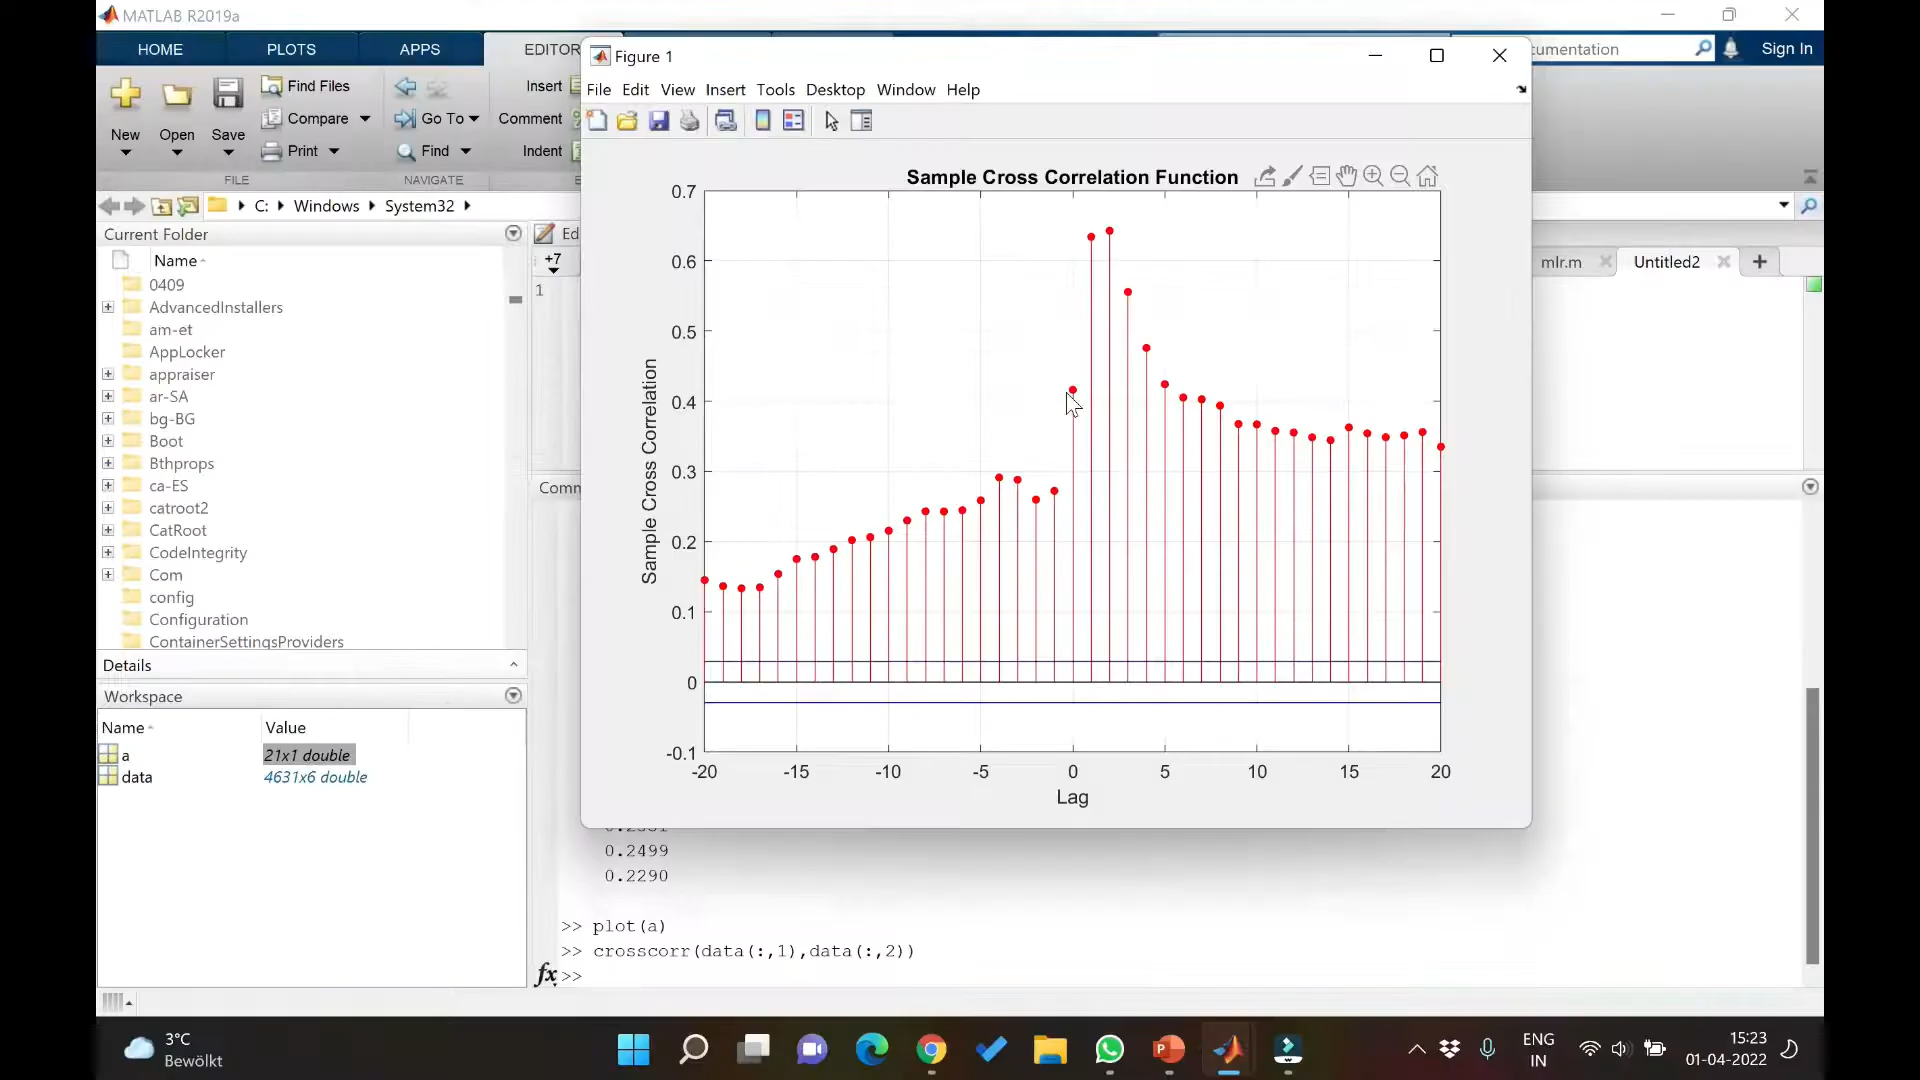 MATLAB R2019a
HOME PLOTS APPS EDITOR
Documentation
Sign In
New
Open
Save
Find Files
Compare
Print
FILE
Go To
Find
NAVIGATE
Insert
Comment
Indent
C: Windows System32
Current Folder
Name
0409
AdvancedInstallers
am-et
AppLocker
appraiser
ar-SA
bg-BG
Boot
Bthprops
ca-ES
catroot2
CatRoot
CodeIntegrity
Com
config
Configuration
ContainerSettingsProviders
Details
Workspace
Name Value
a 21x1 double
data 4631x6 double
+7
1
mlr.m
Untitled2
Figure 1
File Edit View Insert Tools Desktop Window Help
Sample Cross Correlation Function
Sample Cross Correlation
0.7
0.6
0.5
0.4
0.3
0.2
0.1
0
-0.1
-20 -15 -10 -5 0 5 10 15 20
Lag
0.2499
0.2290
>> plot(a)
>> crosscorr(data(:,1),data(:,2))
fx >>
3°C
Bewölkt
ENG
IN
15:23
01-04-2022